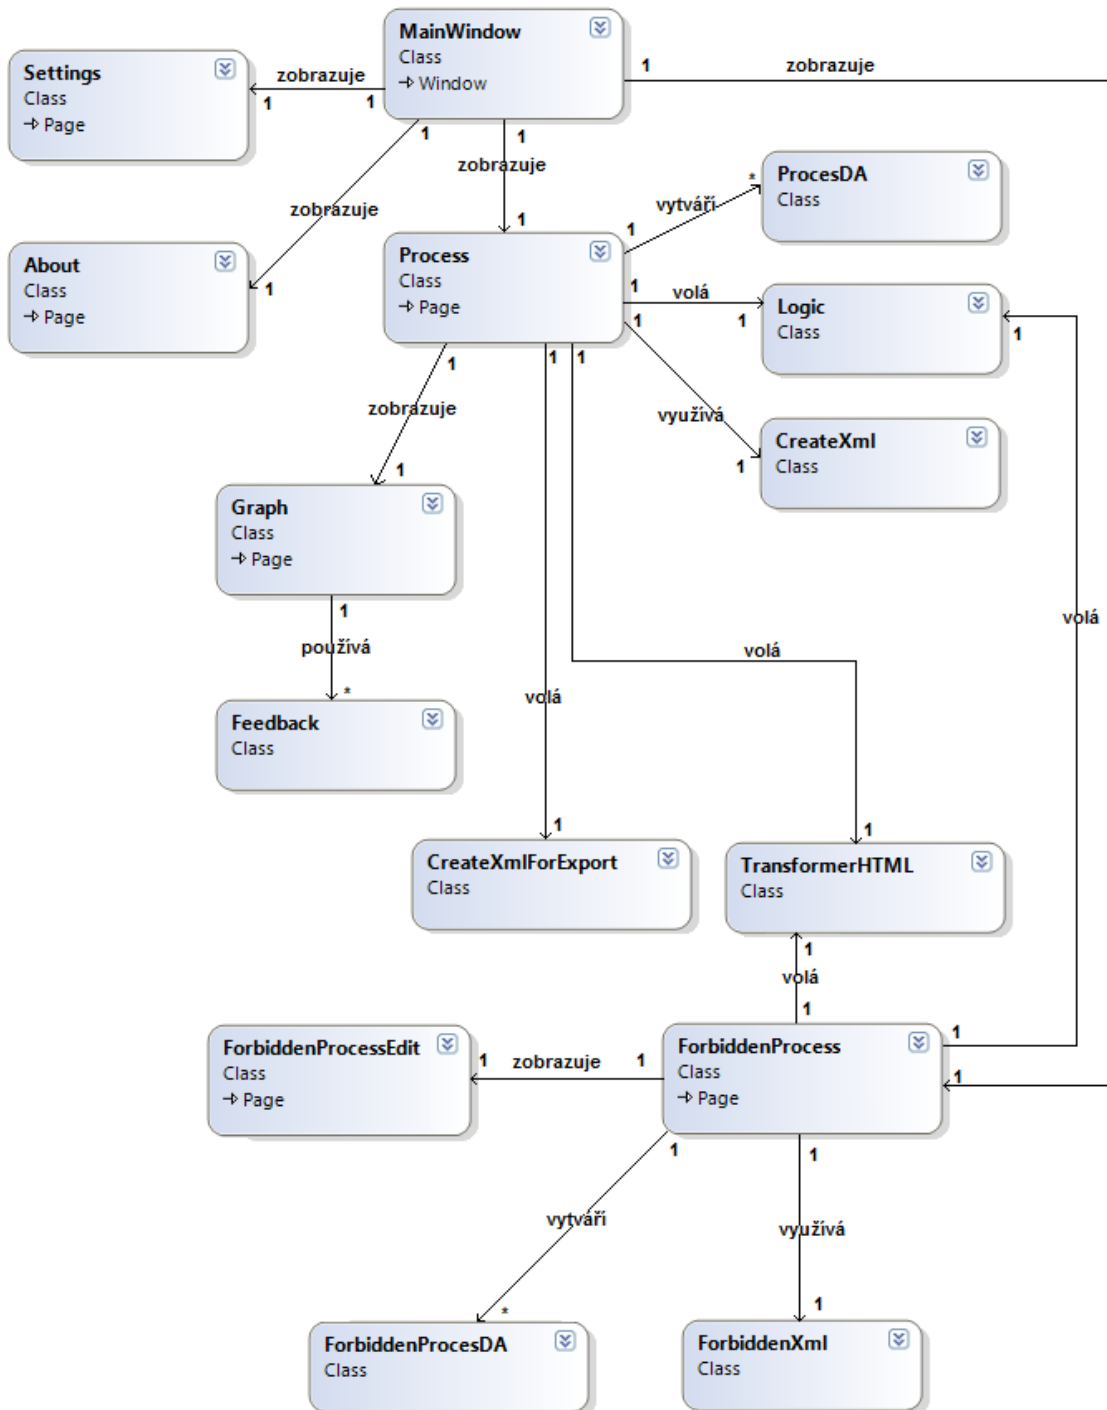 MainWindow
Class
Window
Settings
Class
Page
zobrazuje
1
1
1
zobrazuje
1
zobrazuje
1
1
zobrazuje
1
ProcesDA
Class
*
vytváří
1
About
Class
Page
Process
Class
Page
1
volá
1
Logic
Class
1
1
využívá
1
CreateXml
Class
1
zobrazuje
1
1
1
Graph
Class
Page
1
používá
*
Feedback
Class
volá
volá
volá
1
1
CreateXmlForExport
Class
TransformerHTML
Class
1
volá
1
ForbiddenProcessEdit
Class
Page
1
zobrazuje
1
ForbiddenProcess
Class
Page
1
1
1
vytváří
*
1
využívá
1
ForbiddenProcesDA
Class
ForbiddenXml
Class